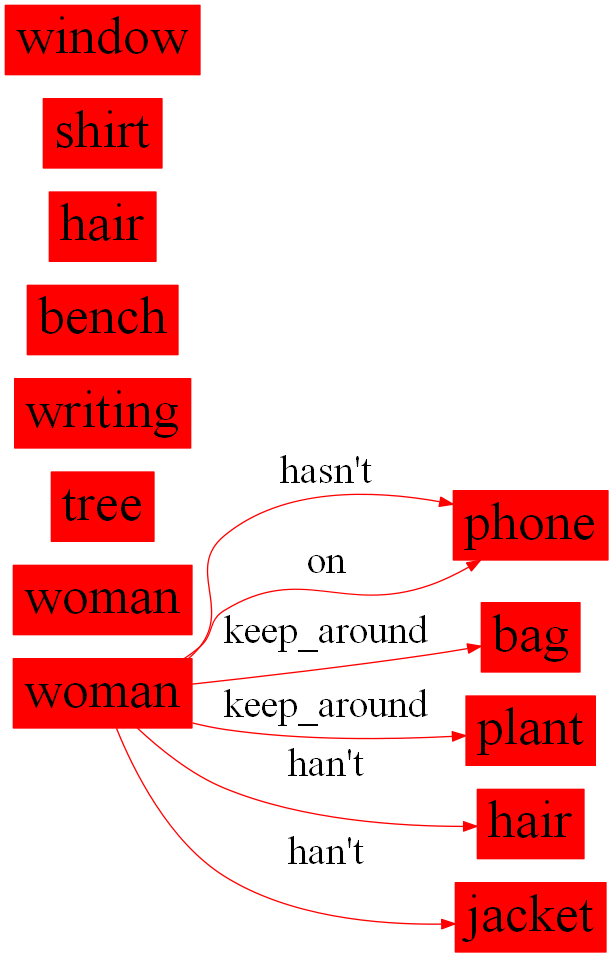 window
shirt
hair
bench
writing
tree
woman
woman
hasn't
on
keep_around
keep_around
han't
han't
phone
bag
plant
hair
jacket